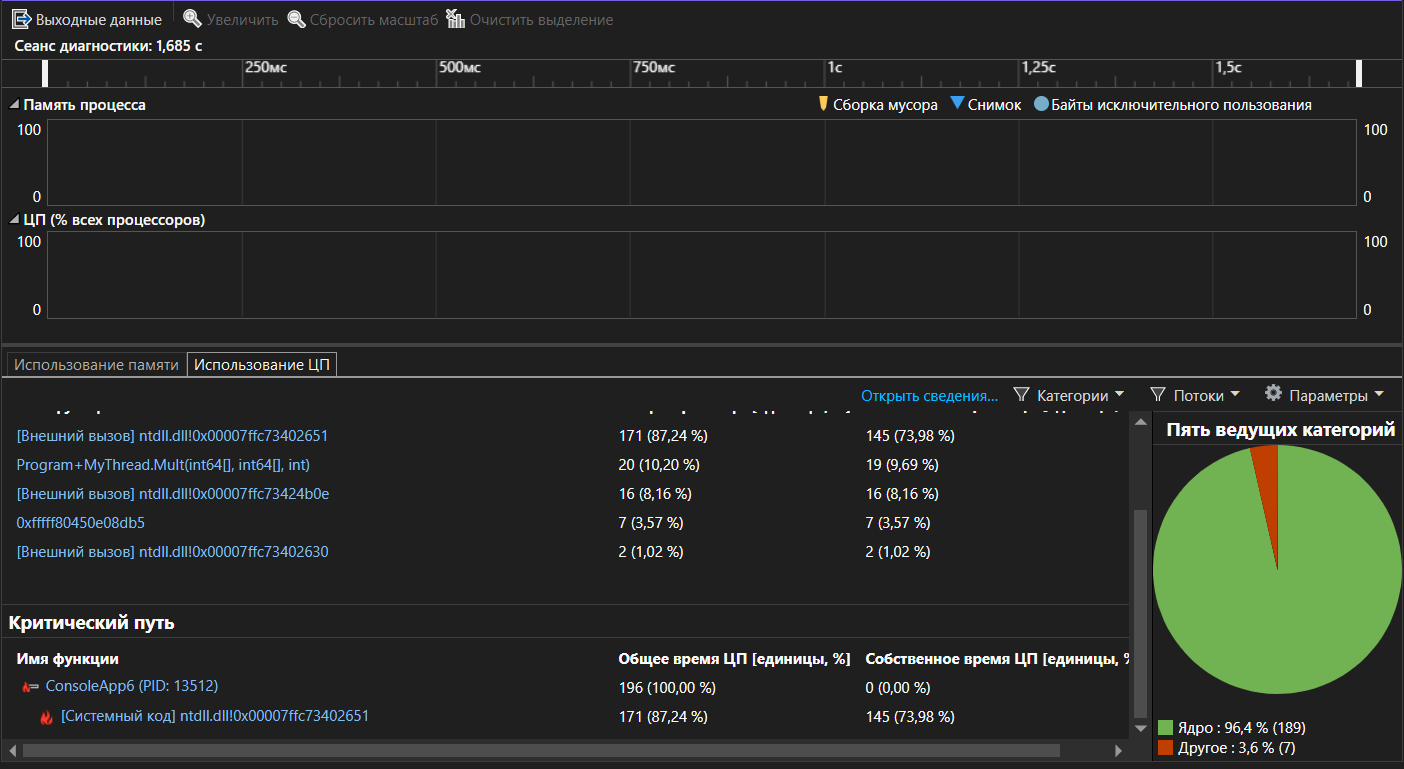 Выходные данные Увеличить Сбросить масштаб Очистить выделение
Сеанс диагностики: 1,685 с
250мс 500мс 750мс 1с 1,25с 1,5с
Память процесса Сборка мусора Снимок Байты исключительного пользования
100 100
0 0
ЦП (% всех процессоров)
100 100
0 0
Использование памяти Использование ЦП
Открыть сведения... Категории Потоки Параметры
[Внешний вызов] ntdll.dll!0x00007ffc73402651 171 (87,24 %) 145 (73,98 %)
Program+MyThread.Mult(int64[], int64[], int) 20 (10,20 %) 19 (9,69 %)
[Внешний вызов] ntdll.dll!0x00007ffc73424b0e 16 (8,16 %) 16 (8,16 %)
0xfffff80450e08db5 7 (3,57 %) 7 (3,57 %)
[Внешний вызов] ntdll.dll!0x00007ffc73402630 2 (1,02 %) 2 (1,02 %)
Критический путь
Имя функции Общее время ЦП [единицы, %] Собственное время ЦП [единицы, %
ConsoleApp6 (PID: 13512) 196 (100,00 %) 0 (0,00 %)
[Системный код] ntdll.dll!0x00007ffc73402651 171 (87,24 %) 145 (73,98 %)
Пять ведущих категорий
Ядро : 96,4 % (189)
Другое : 3,6 % (7)